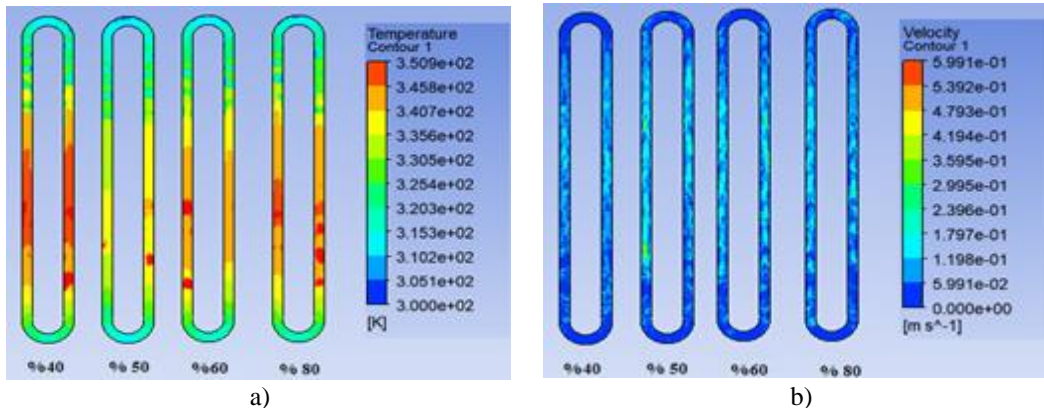 Temperature
Contour 1
3.509e+02
3.458e+02
3.407e+02
3.356e+02
3.305e+02
3.254e+02
3.203e+02
3.153e+02
3.102e+02
3.051e+02
3.000e+02
[K]
%40
%50
%60
%80
a)
Velocity
Contour 1
5.991e-01
5.392e-01
4.793e-01
4.194e-01
3.595e-01
2.995e-01
2.396e-01
1.797e-01
1.198e-01
5.991e-02
0.000e+00
[m s^-1]
%40
%50
%60
%80
b)